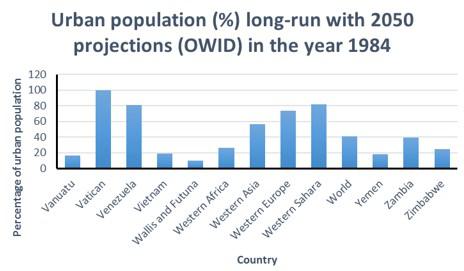 Urban population (%) long-run with 2050
projections (OWID) in the year 1984
Percentage of urban population
120
100
80
60
40
20
0
Vanuatu
Vatican
Venezuela
Vietnam
Wallis and Futuna
Western Africa
Western Asia
Western Europe
Western Sahara
World
Yemen
Zambia
Zimbabwe
Country